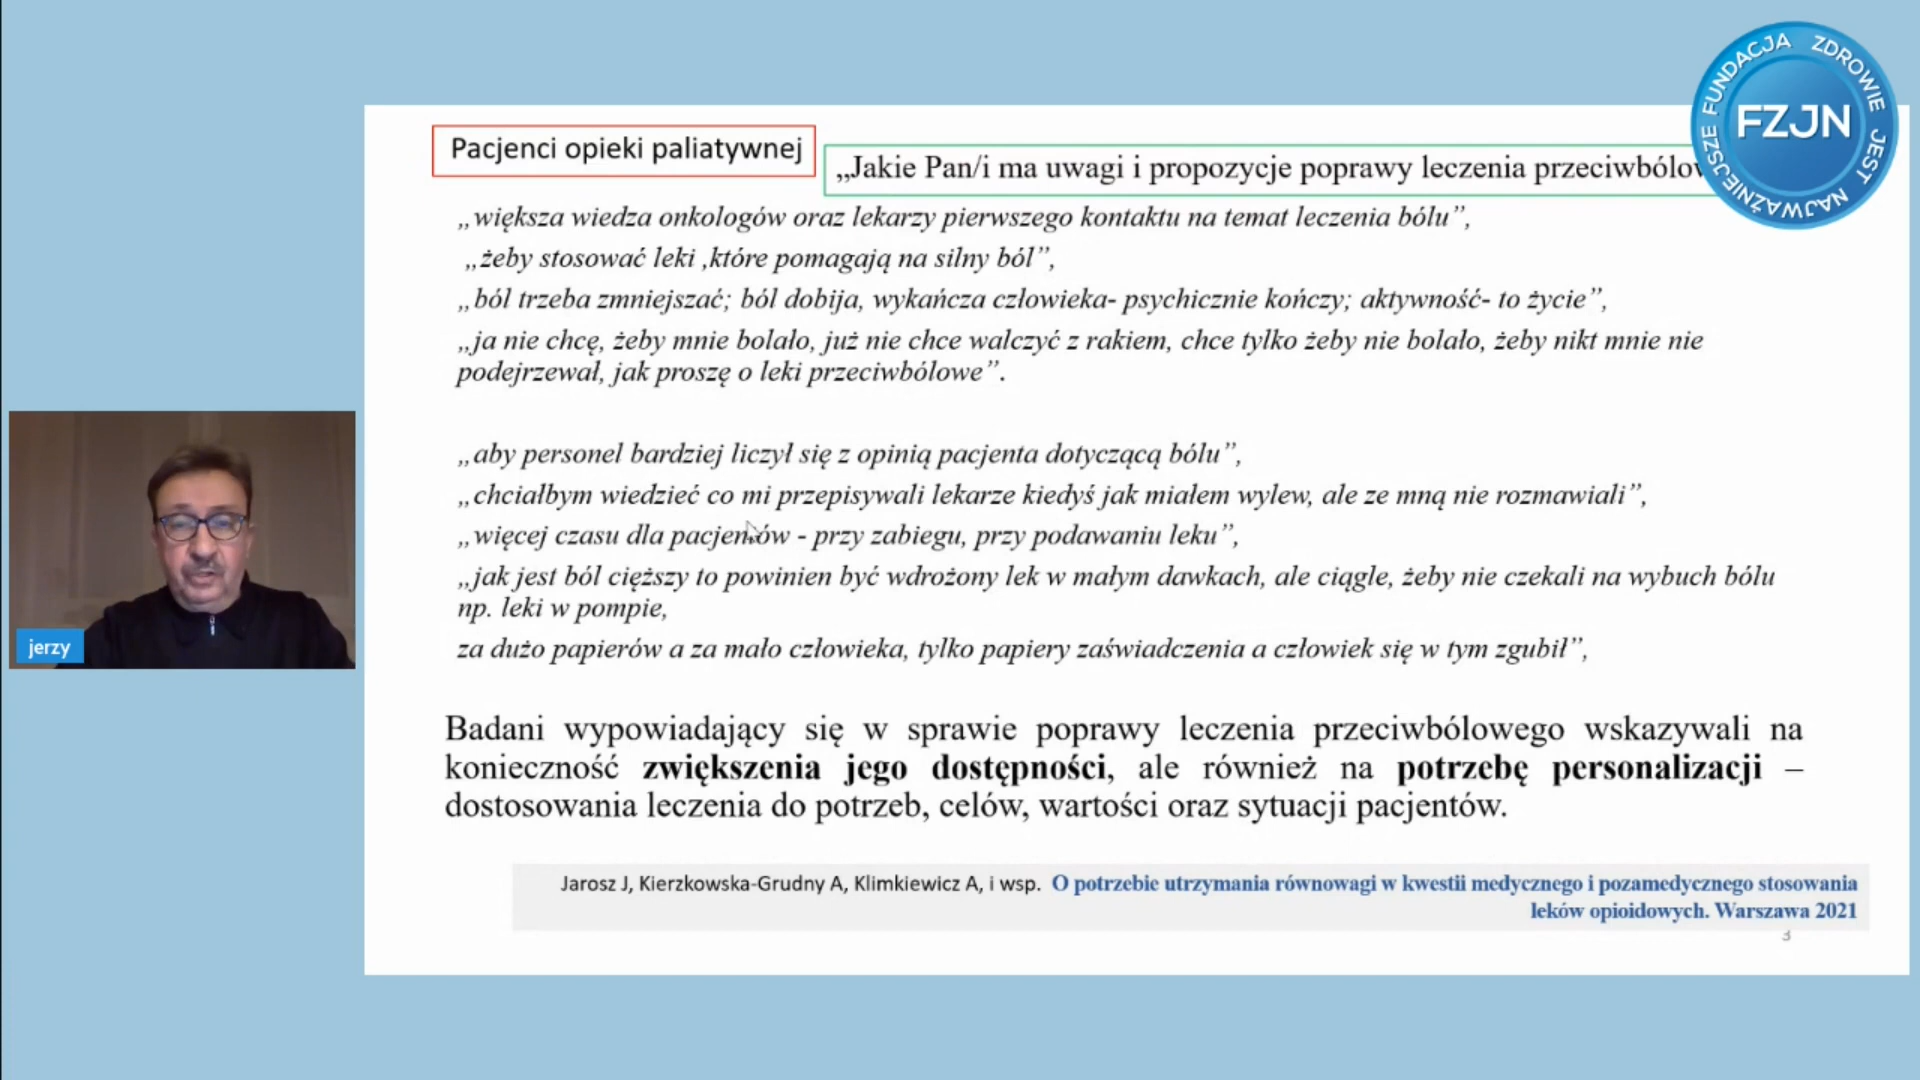 Pacjenci opieki paliatywnej
„Jakie Pan/i ma uwagi i propozycje poprawy leczenia
FUNDACJA ZDROWIE JEST NAJWAŻNIEJSZE
FZJN
„większa wiedza onkologów oraz lekarzy pierwszego kontaktu na temat leczenia bólu”,
„żeby stosować leki ,które pomagają na silny ból”,
„ból trzeba zmniejszać; ból dobija, wykańcza człowieka- psychicznie kończy; aktywność- to życie”,
„ja nie chcę, żeby mnie bolało, już nie chce walczyć z rakiem, chce tylko żeby nie bolało, żeby nikt mnie nie
podejrzewał, jak proszę o leki przeciwbólowe”.
„aby personel bardziej liczył się z opinią pacjenta dotyczącą bólu”,
„chciałbym wiedzieć co mi przepisywali lekarze kiedyś jak miałem wylew, ale ze mną nie rozmawiali”,
„więcej czasu dla pacjentów - przy zabiegu, przy podawaniu leku”,
„jak jest ból cięższy to powinien być wdrożony lek w małym dawkach, ale ciągle, żeby nie czekali na wybuch bólu
np. leki w pompie,
za dużo papierów a za mało człowieka, tylko papiery zaświadczenia a człowiek się w tym zgubił”,
jerzy
Badani wypowiadający się w sprawie poprawy leczenia przeciwbólowego wskazywali na
konieczność zwiększenia jego dostępności, ale również na potrzebę personalizacji –
dostosowania leczenia do potrzeb, celów, wartości oraz sytuacji pacjentów.
Jarosz J, Kierzkowska-Grudny A, Klimkiewicz A, i wsp. O potrzebie utrzymania równowagi w kwestii medycznego i pozamedycznego stosowania
leków opioidowych. Warszawa 2021
3